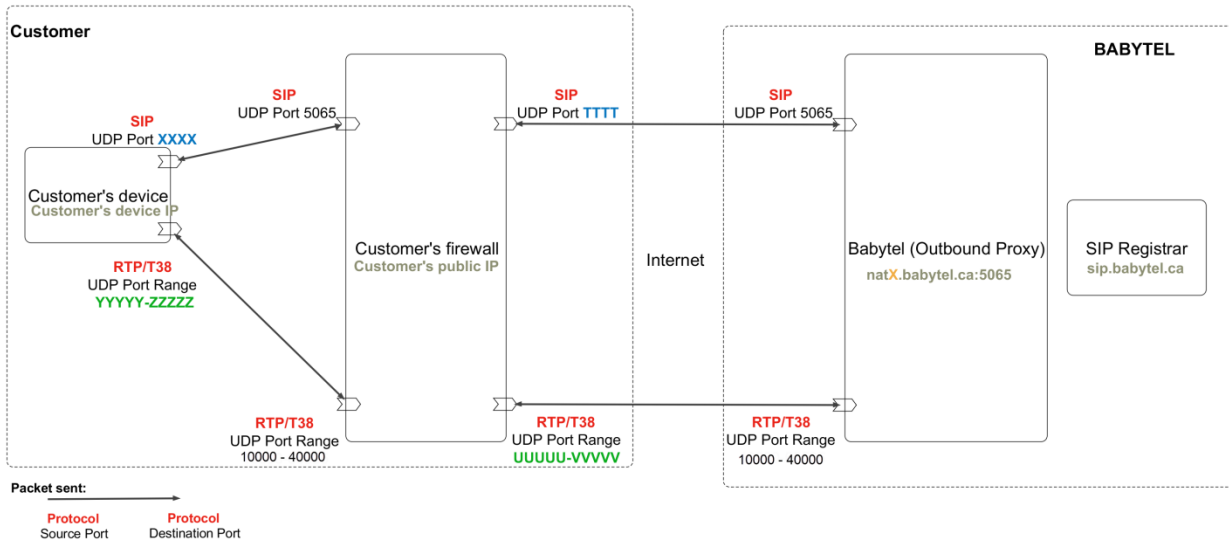 Customer
BABYTEL
SIP
UDP Port 5065
SIP
UDP Port TTTT
SIP
UDP Port 5065
SIP
UDP Port XXXX
Customer's device
Customer's device IP
Customer's firewall
Customer's public IP
Internet
Babytel (Outbound Proxy)
natX.babytel.ca:5065
SIP Registrar
sip.babytel.ca
RTP/T38
UDP Port Range
YYYYY-ZZZZZ
RTP/T38
UDP Port Range
10000 - 40000
RTP/T38
UDP Port Range
UUUUU-VVVVV
RTP/T38
UDP Port Range
10000 - 40000
Packet sent:
Protocol
Source Port
Protocol
Destination Port